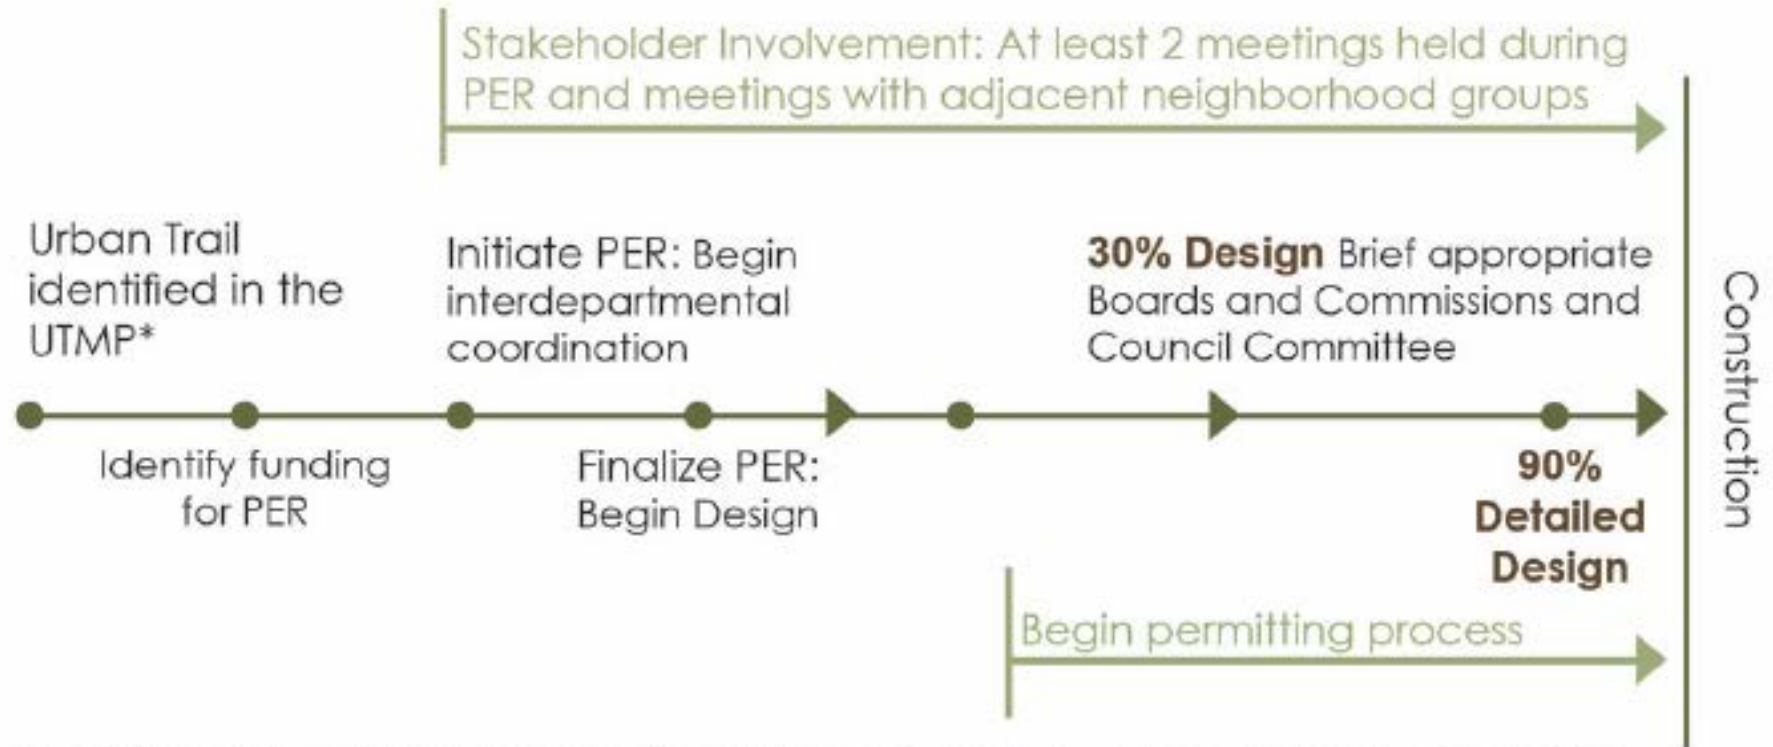 Stakeholder Involvement: At least 2 meetings held during
PER and meetings with adjacent neighborhood groups
Urban Trail
identified in the
UTMP*
Initiate PER: Begin
interdepartmental
coordination
30% Design Brief appropriate
Boards and Commissions and
Council Committee
Construction
Identify funding
for PER
Finalize PER:
Begin Design
90%
Detailed
Design
Begin permitting process